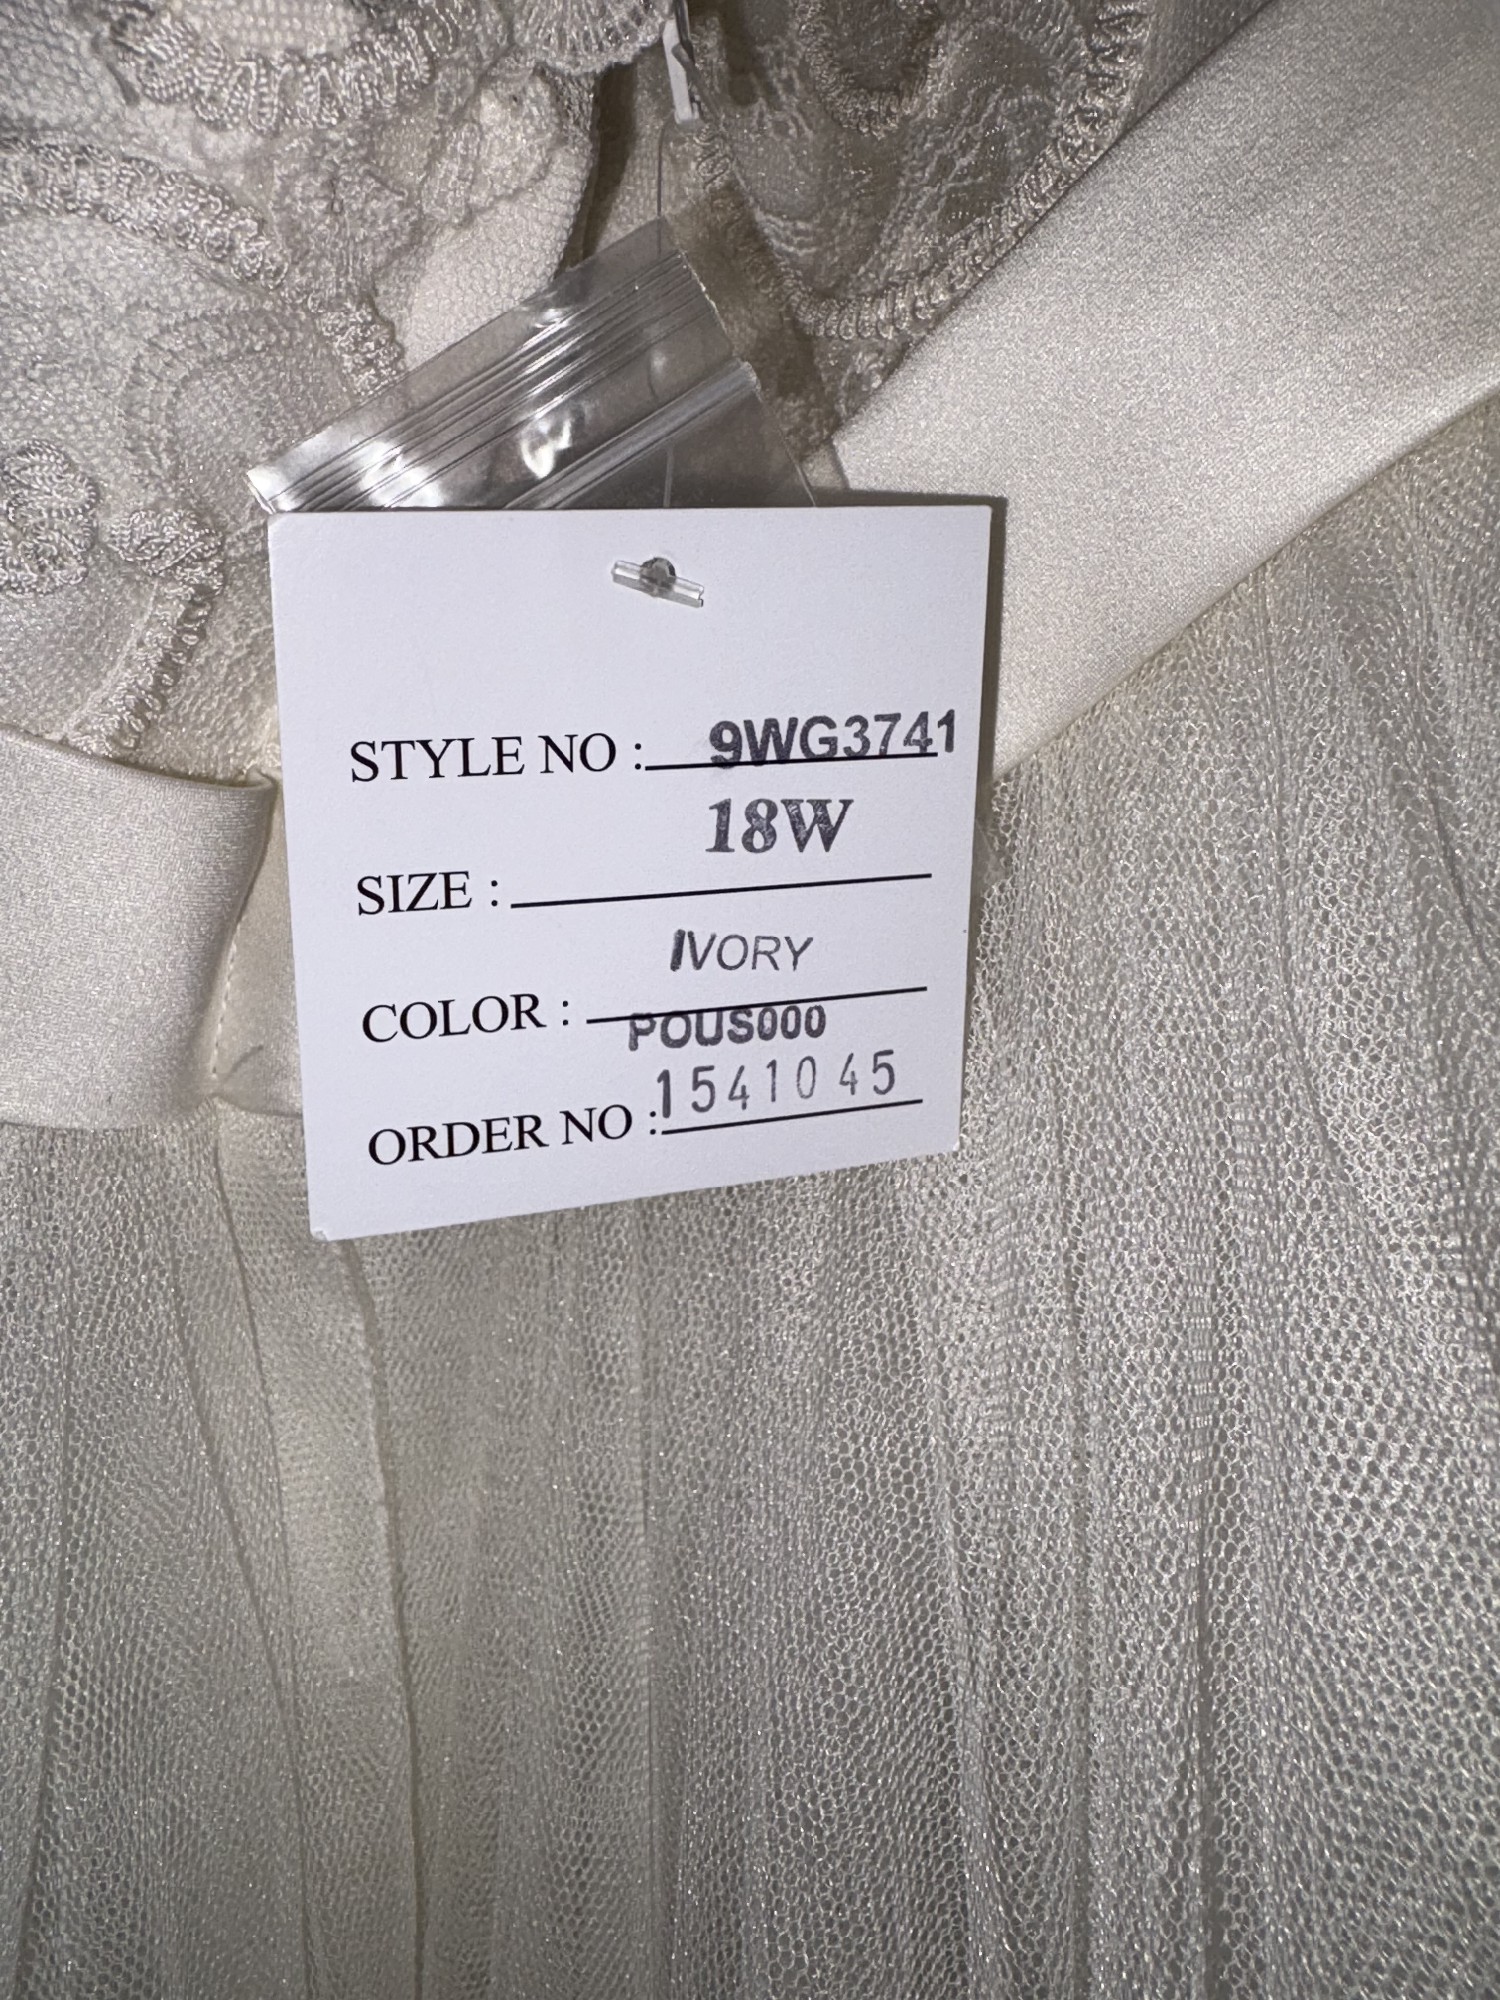 STYLE NO : 9WG3741
SIZE : 18W
COLOR : IVORY
POUS000
ORDER NO : 1541045